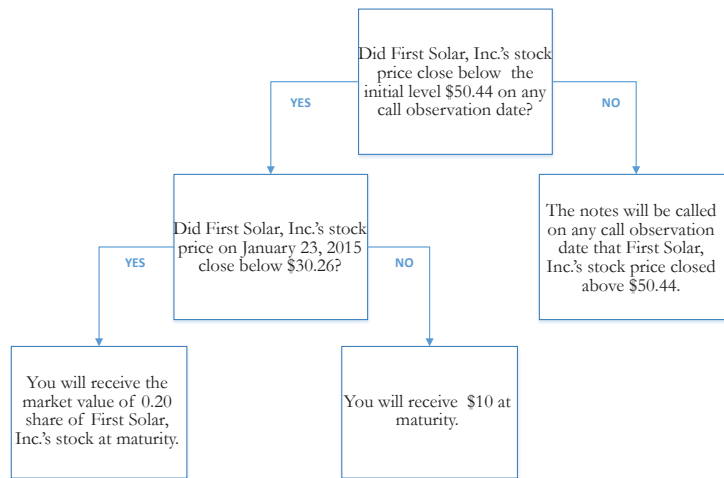 Did First Solar, Inc.'s stock
price close below the
initial level $50.44 on any
call observation date?
YES
NO
Did First Solar, Inc.'s stock
price on January 23, 2015
close below $30.26?
The notes will be called
on any call observation
date that First Solar,
Inc.'s stock price closed
above $50.44.
YES
NO
You will receive the
market value of 0.20
share of First Solar,
Inc.'s stock at maturity.
You will receive $10 at
maturity.